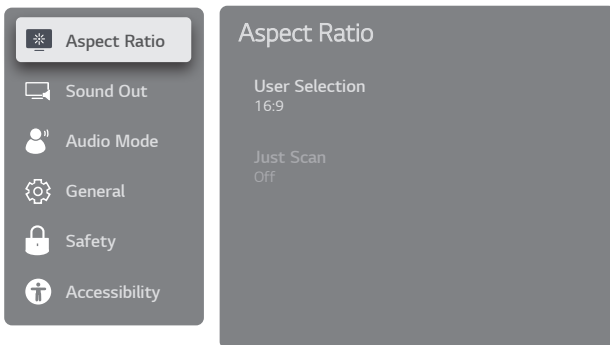 Aspect Ratio
Sound Out
Audio Mode
General
Safety
Accessibility
Aspect Ratio
User Selection
16:9
Just Scan
Off